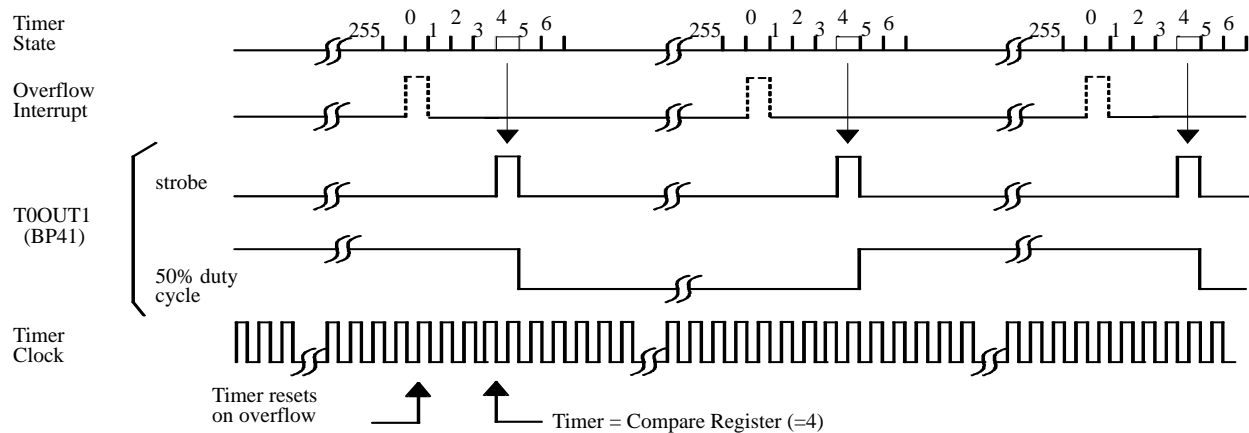 Timer
State
255 0 1 2 3 4 5 6 255 0 1 2 3 4 5 6 255 0 1 2 3 4 5 6
Overflow
Interrupt
strobe
T0OUT1
(BP41)
50% duty
cycle
Timer
Clock
Timer resets
on overflow
Timer = Compare Register (=4)